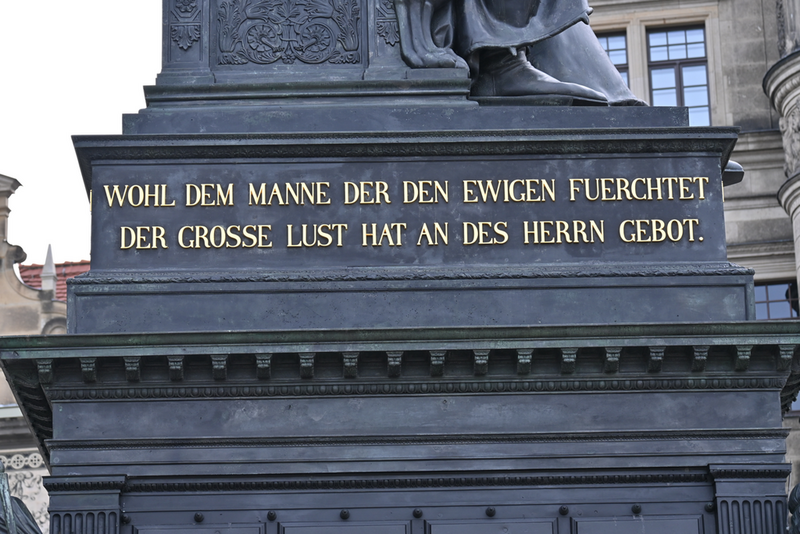 WOHL DEM MANNE DER DEN EWIGEN FUERCHTET
DER GROSSE LUST HAT AN DES HERRN GEBOT.